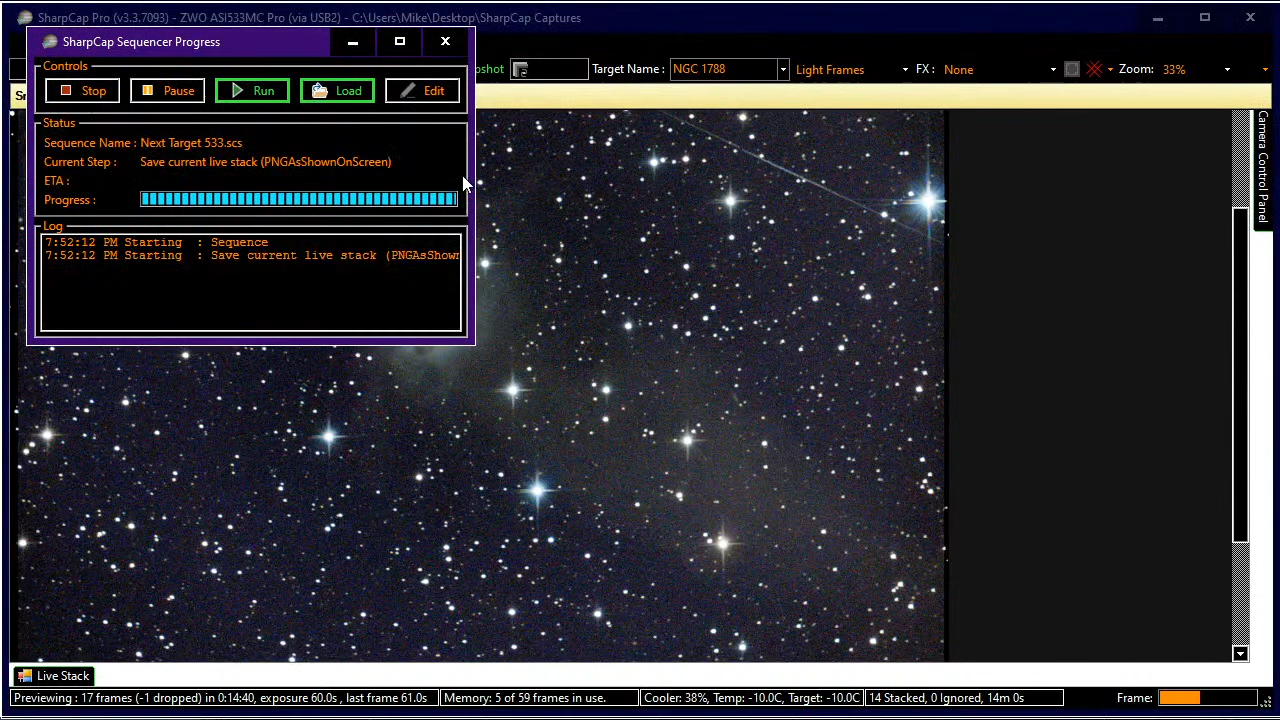 SharpCap Pro (v3.3.7093) - ZWO ASI533MC Pro (via USB2) - C:\Users\Mike\Desktop\SharpCap Captures
SharpCap Sequencer Progress
Target Name : NGC 1788 Light Frames FX : None Zoom: 33%
Controls
Stop Pause Run Load Edit
Status
Sequence Name : Next Target 533.scs
Current Step : Save current live stack (PNGAsShownOnScreen)
ETA :
Progress :
Log
7:52:12 PM Starting : Sequence
7:52:12 PM Starting : Save current live stack (PNGAsShown
Camera Control Panel
Live Stack
Previewing : 17 frames (-1 dropped) in 0:14:40, exposure 60.0s , last frame 61.0s
Memory: 5 of 59 frames in use.
Cooler: 38%, Temp: -10.0C, Target: -10.0C
14 Stacked, 0 Ignored, 14m 0s
Frame: